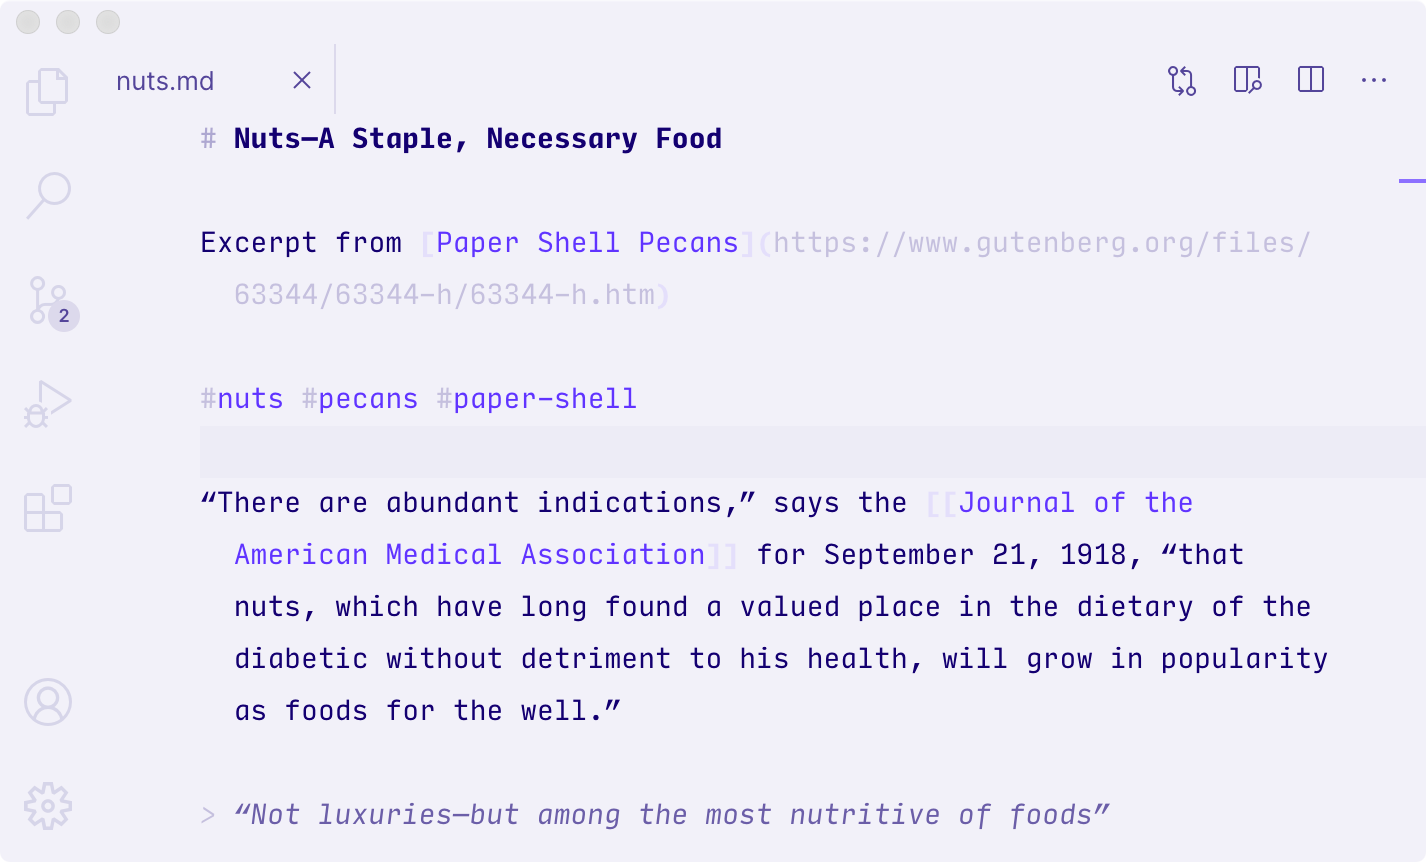 nuts.md
# Nuts—A Staple, Necessary Food
Excerpt from [Paper Shell Pecans](https://www.gutenberg.org/files/
63344/63344-h/63344-h.htm)
2
#nuts #pecans #paper-shell
“There are abundant indications,” says the [[Journal of the
American Medical Association]] for September 21, 1918, “that
nuts, which have long found a valued place in the dietary of the
diabetic without detriment to his health, will grow in popularity
as foods for the well.”
> “Not luxuries—but among the most nutritive of foods”